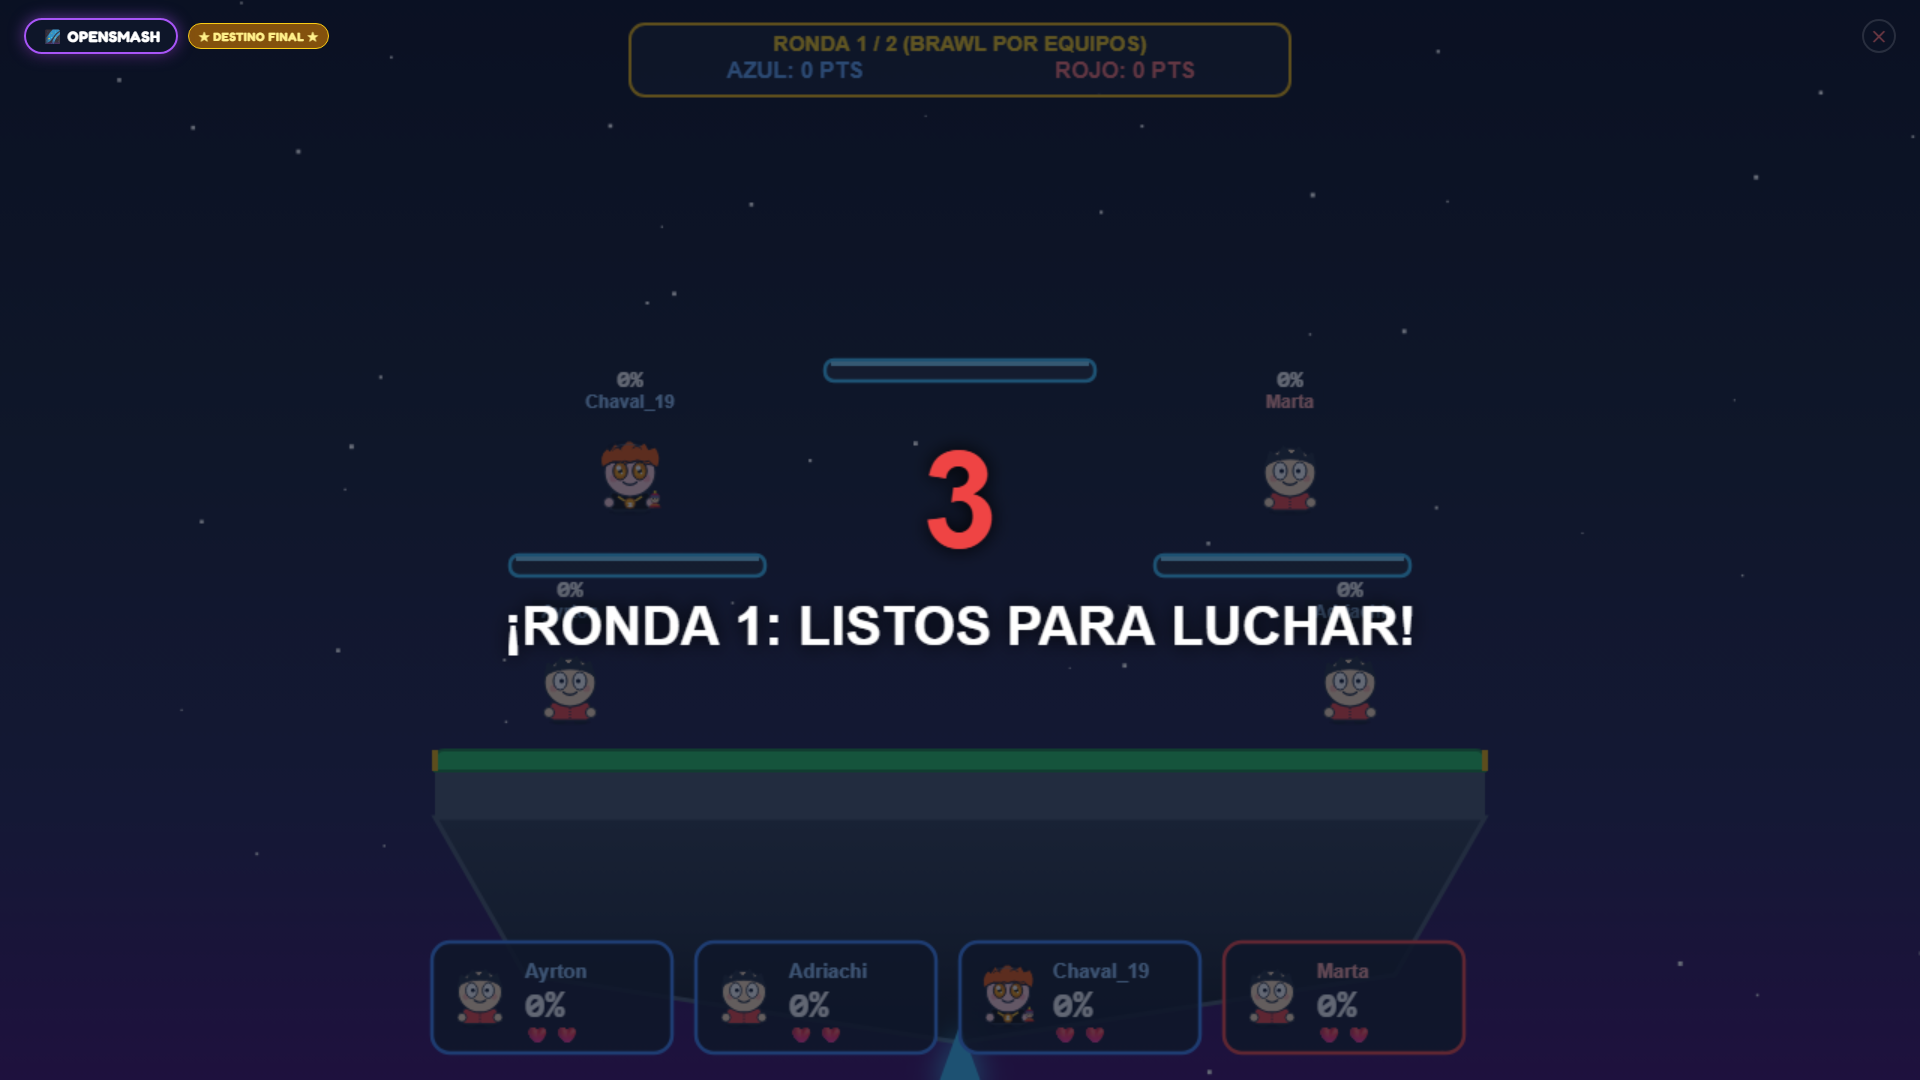 OPENSMASH
★ DESTINO FINAL ★
RONDA 1 / 2 (BRAWL POR EQUIPOS)
AZUL: 0 PTS
ROJO: 0 PTS
0%
Chaval_19
0%
Marta
3
0%
0%
¡RONDA 1: LISTOS PARA LUCHAR!
Ayrton
0%
Adriachi
0%
Chaval_19
0%
Marta
0%